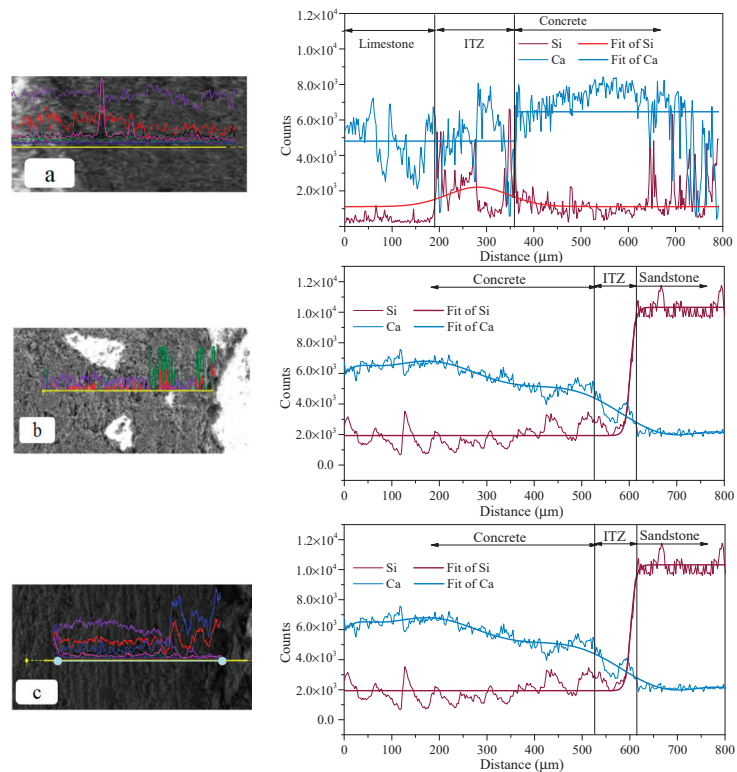 a
Concrete
Limestone
ITZ
Si
Fit of Si
Ca
Fit of Ca
1.2×10⁴
1.0×10⁴
8.0×10³
6.0×10³
4.0×10³
2.0×10³
0.0
Counts
0 100 200 300 400 500 600 700 800
Distance (μm)
b
Concrete
ITZ
Sandstone
Si
Fit of Si
Ca
Fit of Ca
1.2×10⁴
1.0×10⁴
8.0×10³
6.0×10³
4.0×10³
2.0×10³
0.0
Counts
0 100 200 300 400 500 600 700 800
Distance (μm)
c
Concrete
ITZ
Sandstone
Si
Fit of Si
Ca
Fit of Ca
1.2×10⁴
1.0×10⁴
8.0×10³
6.0×10³
4.0×10³
2.0×10³
0.0
Counts
0 100 200 300 400 500 600 700 800
Distance (μm)